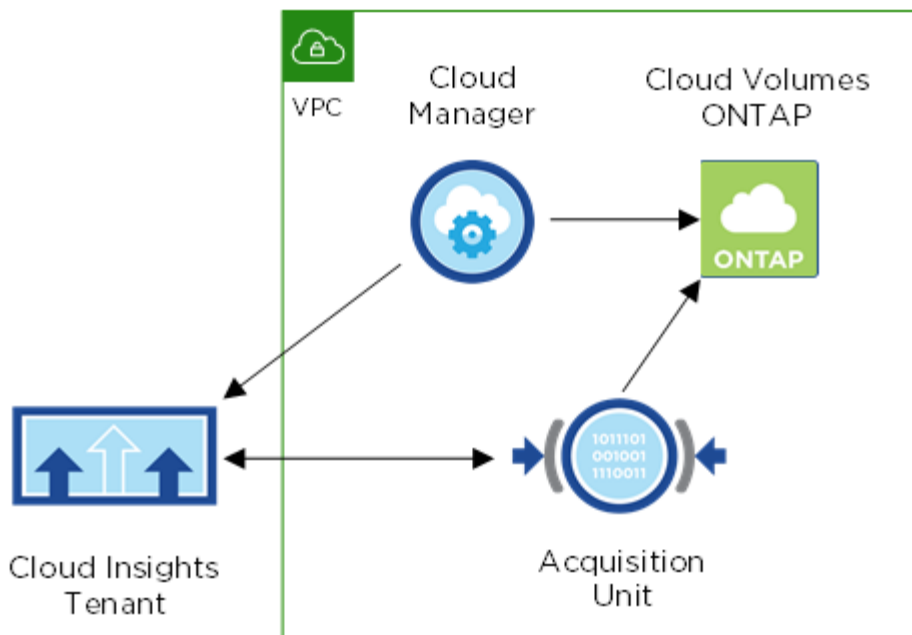 VPC
Cloud
Manager
Cloud Volumes
ONTAP
ONTAP
1011101
001001
1110011
Cloud Insights
Tenant
Acquisition
Unit